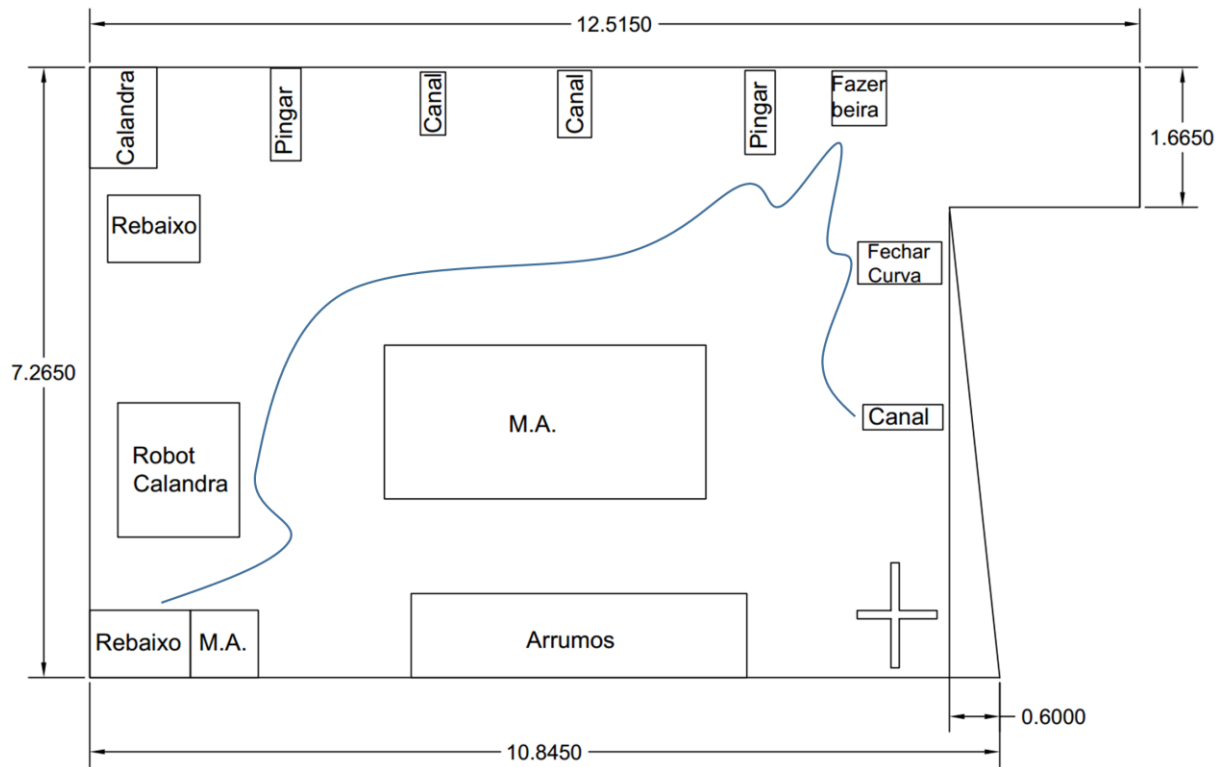 12.5150
Calandra
Pingar
Canal
Canal
Pingar
Fazer
beira
1.6650
Rebaixo
Fechar
Curva
7.2650
M.A.
Canal
Robot
Calandra
Rebaixo
M.A.
Arrumos
0.6000
10.8450